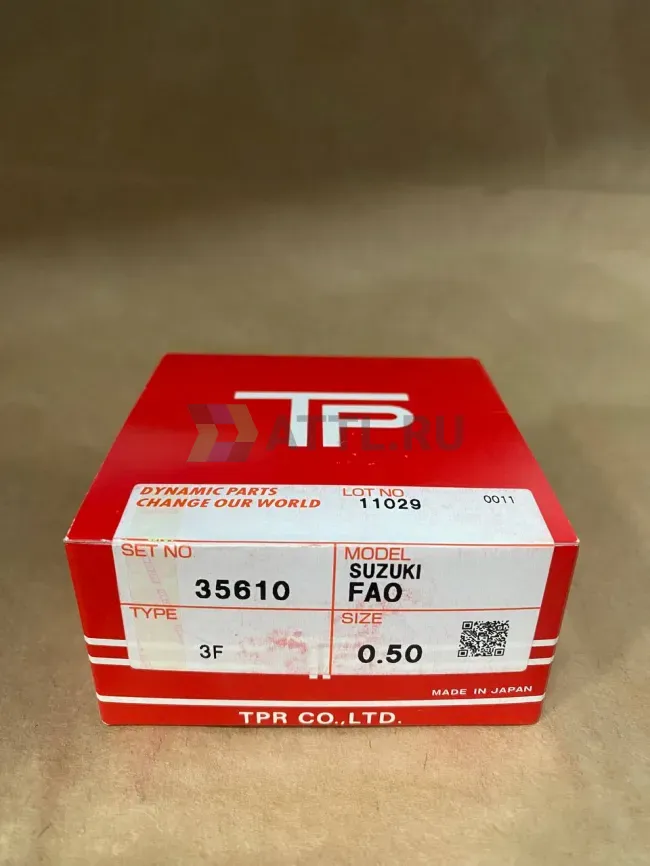 TP
ATTL.RU
DYNAMIC PARTS
CHANGE OUR WORLD
LOT NO
11029
0011
SET NO
35610
MODEL
SUZUKI
FAO
TYPE
3F
SIZE
0.50
MADE IN JAPAN
TPR CO.,LTD.